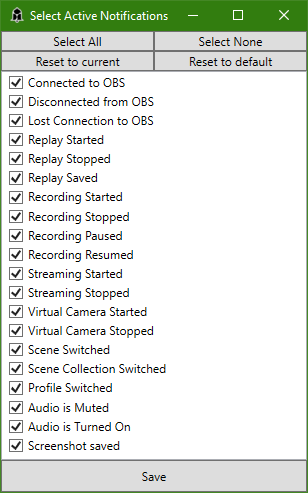 Select Active Notifications
Select All
Select None
Reset to current
Reset to default
Connected to OBS
Disconnected from OBS
Lost Connection to OBS
Replay Started
Replay Stopped
Replay Saved
Recording Started
Recording Stopped
Recording Paused
Recording Resumed
Streaming Started
Streaming Stopped
Virtual Camera Started
Virtual Camera Stopped
Scene Switched
Scene Collection Switched
Profile Switched
Audio is Muted
Audio is Turned On
Screenshot saved
Save